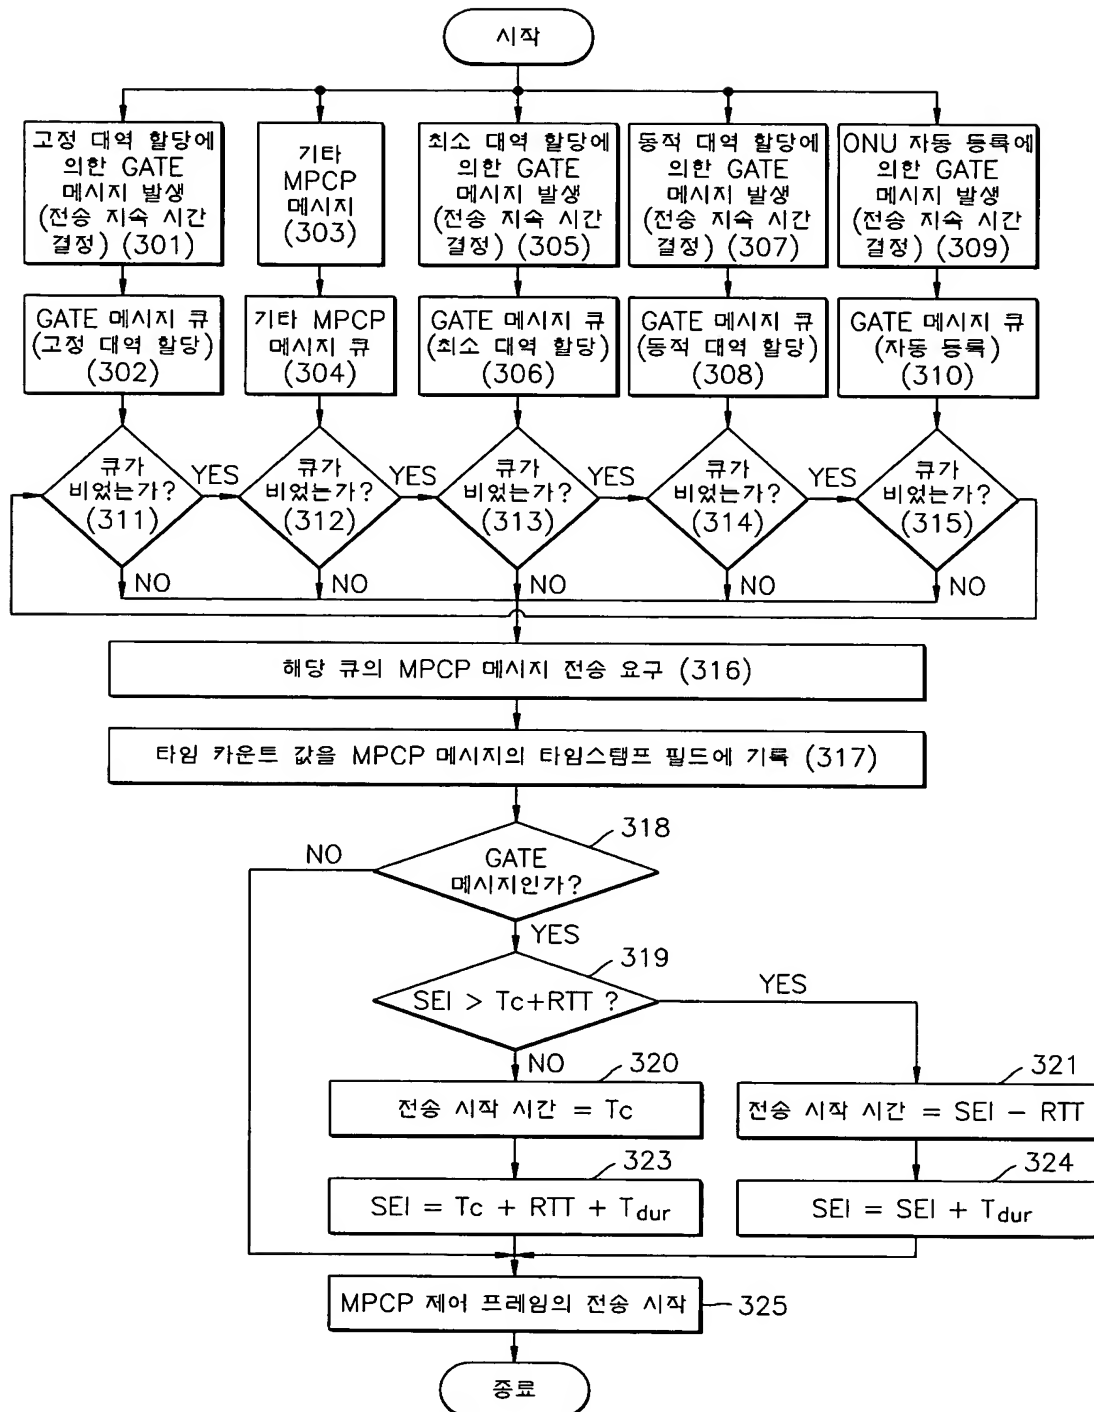 시작
고정 대역 할당에
의한 GATE
메시지 발생
(전송 지속 시간
결정) (301)
기타
MPCP
메시지
(303)
최소 대역 할당에
의한 GATE
메시지 발생
(전송 지속 시간
결정) (305)
동적 대역 할당에
의한 GATE
메시지 발생
(전송 지속 시간
결정) (307)
ONU 자동 등록에
의한 GATE
메시지 발생
(전송 지속 시간
결정) (309)
GATE 메시지 큐
(고정 대역 할당)
(302)
기타 MPCP
메시지 큐
(304)
GATE 메시지 큐
(최소 대역 할당)
(306)
GATE 메시지 큐
(동적 대역 할당)
(308)
GATE 메시지 큐
(자동 등록)
(310)
큐가
비었는가?
(311)
YES
큐가
비었는가?
(312)
YES
큐가
비었는가?
(313)
YES
큐가
비었는가?
(314)
YES
큐가
비었는가?
(315)
NO
NO
NO
NO
NO
해당 큐의 MPCP 메시지 전송 요구 (316)
타임 카운트 값을 MPCP 메시지의 타임스탬프 필드에 기록 (317)
318
NO
GATE
메시지인가?
YES
319
SEI > Tc+RTT ?
YES
NO
320
전송 시작 시간 = Tc
321
전송 시작 시간 = SEI - RTT
323
SEI = Tc + RTT + Tdur
324
SEI = SEI + Tdur
MPCP 제어 프레임의 전송 시작
325
종료